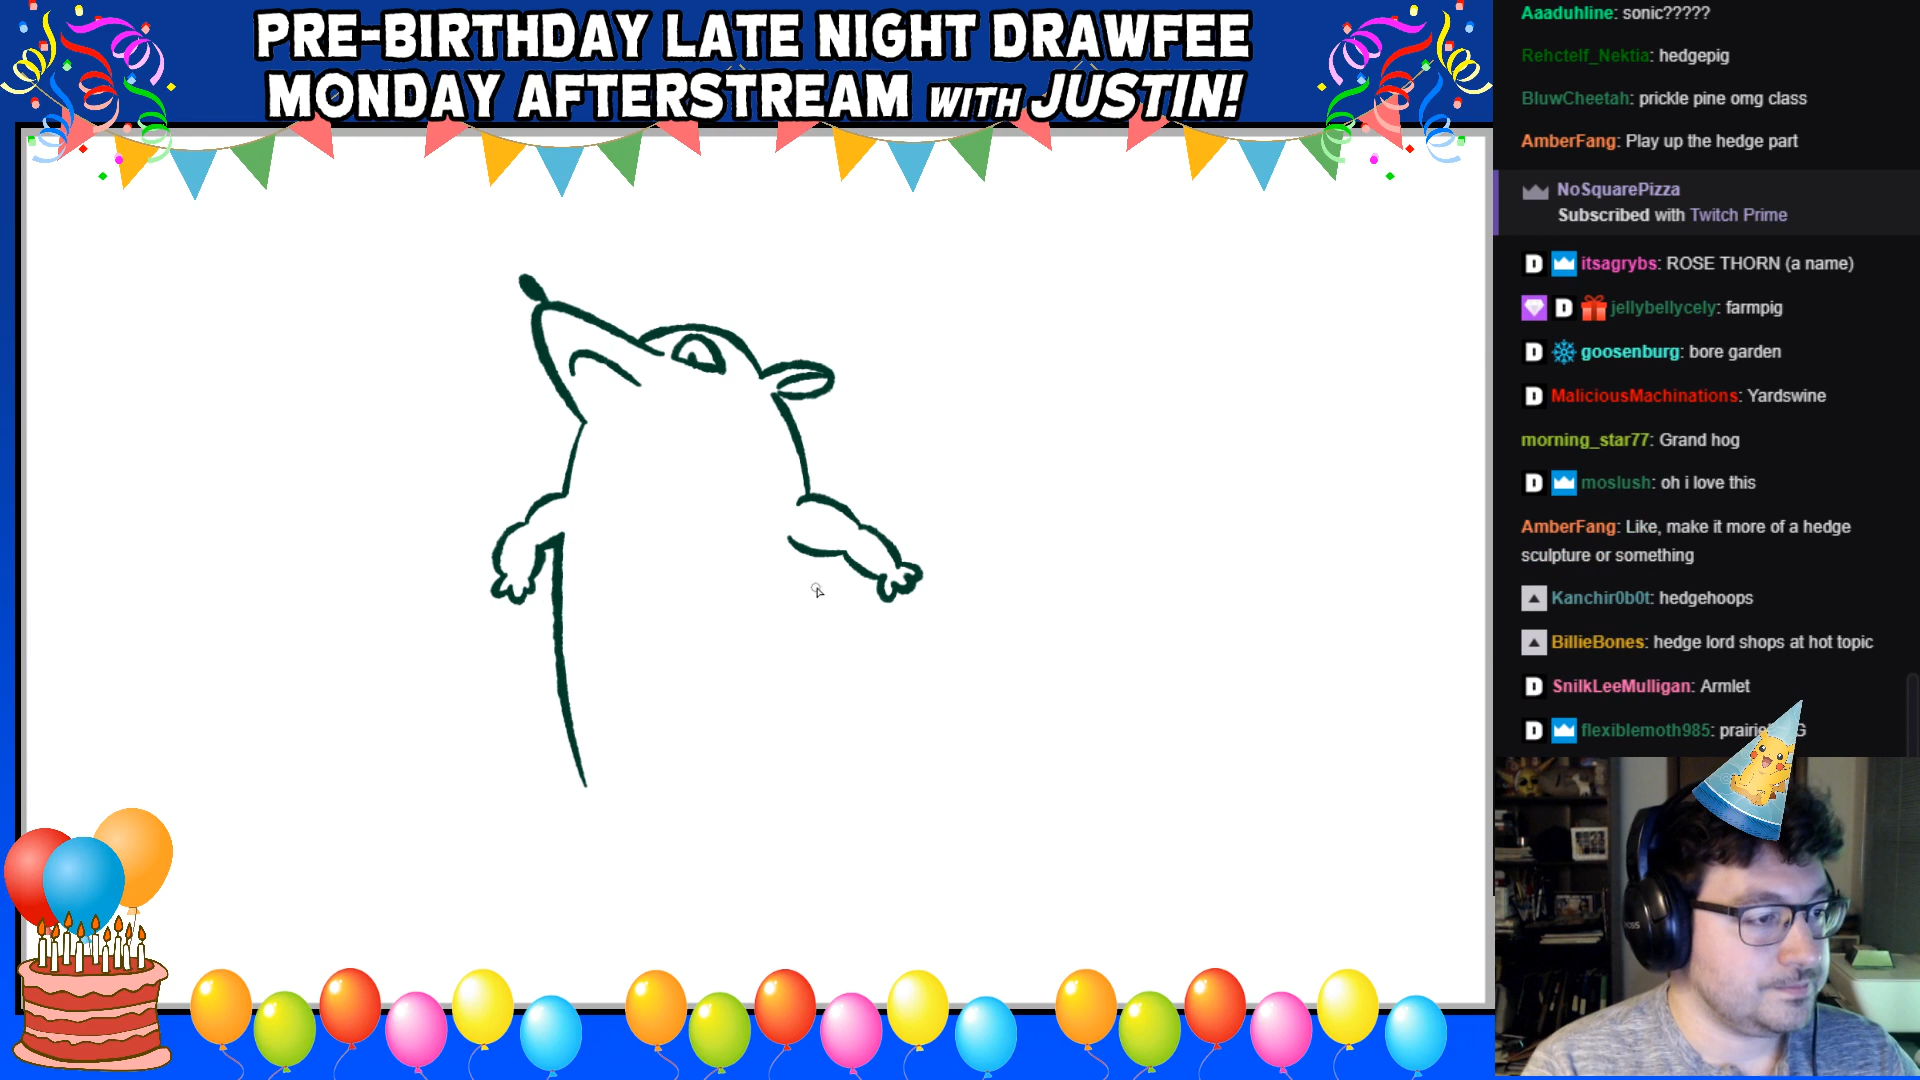 PRE-BIRTHDAY LATE NIGHT DRAWFEE
MONDAY AFTERSTREAM WITH JUSTIN!
Aaaduhline: sonic?????
Rehctelf_Nektia: hedgepig
BluwCheetah: prickle pine omg class
AmberFang: Play up the hedge part
NoSquarePizza
Subscribed with Twitch Prime
D itsagrybs: ROSE THORN (a name)
D jellybellycely: farmpig
D goosenburg: bore garden
D MaliciousMachinations: Yardswine
morning_star77: Grand hog
D moslush: oh i love this
AmberFang: Like, make it more of a hedge
sculpture or something
Kanchir0b0t: hedgehoops
BillieBones: hedge lord shops at hot topic
D SnilkLeeMulligan: Armlet
D flexiblemoth985: